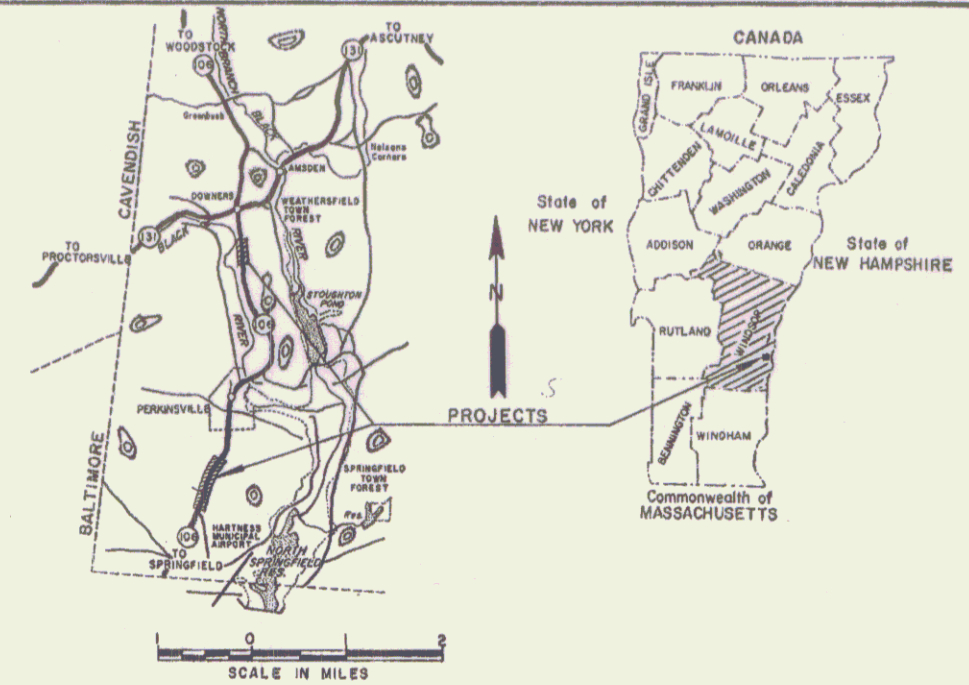 TO
WOODSTOCK
106
NORTH BRANCH
TO
ASCUTNEY
131
Greenbush
BLACK
Nelsons
Corners
AMSDEN
CAVENDISH
DOWNERS
WEATHERSFIELD
TOWN
FOREST
131
BLACK
TO
PROCTORSVILLE
RIVER
STOUGHTON
POND
106
RIVER
PERKINSVILLE
BALTIMORE
SPRINGFIELD
TOWN
FOREST
Res.
106
HARTNESS
MUNICIPAL
AIRPORT
TO
SPRINGFIELD
NORTH
SPRINGFIELD
RES.
1 0 1 2
SCALE IN MILES
N
S
PROJECTS
CANADA
GRAND ISLE
FRANKLIN
ORLEANS
ESSEX
LAMOILLE
CHITTENDEN
WASHINGTON
CALEDONIA
State of
NEW YORK
ADDISON
ORANGE
State of
NEW HAMPSHIRE
RUTLAND
WINDSOR
BENNINGTON
WINDHAM
Commonwealth of
MASSACHUSETTS